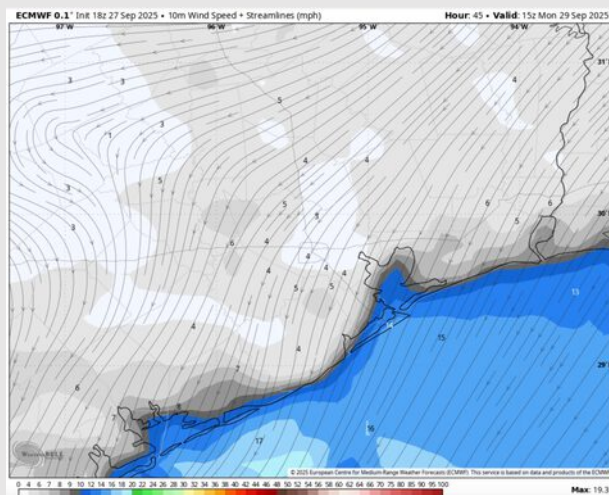 ECMWF 0.1° Init 18z 27 Sep 2025 • 10m Wind Speed + Streamlines (mph) Hour: 45 • Valid: 15z Mon 29 Sep 2025
97°W 96°W 95°W 94°W
31°
3 3 5 4
1 3
4 4
3 5
5 6 6
3 5
30°
3 6 4
4
4 4 4
5 5
13
4 14
15
4
2 29°
6
7
16
17
WeatherBELL
© 2025 European Centre for Medium-Range Weather Forecasts (ECMWF). This service is based on data and products of the ECMWF
0 4 6 7 8 9 10 12 14 16 18 20 22 24 26 28 30 32 34 36 38 40 42 44 46 48 50 52 54 56 58 60 62 64 66 68 70 75 80 85 90 95 100
Max: 19.3